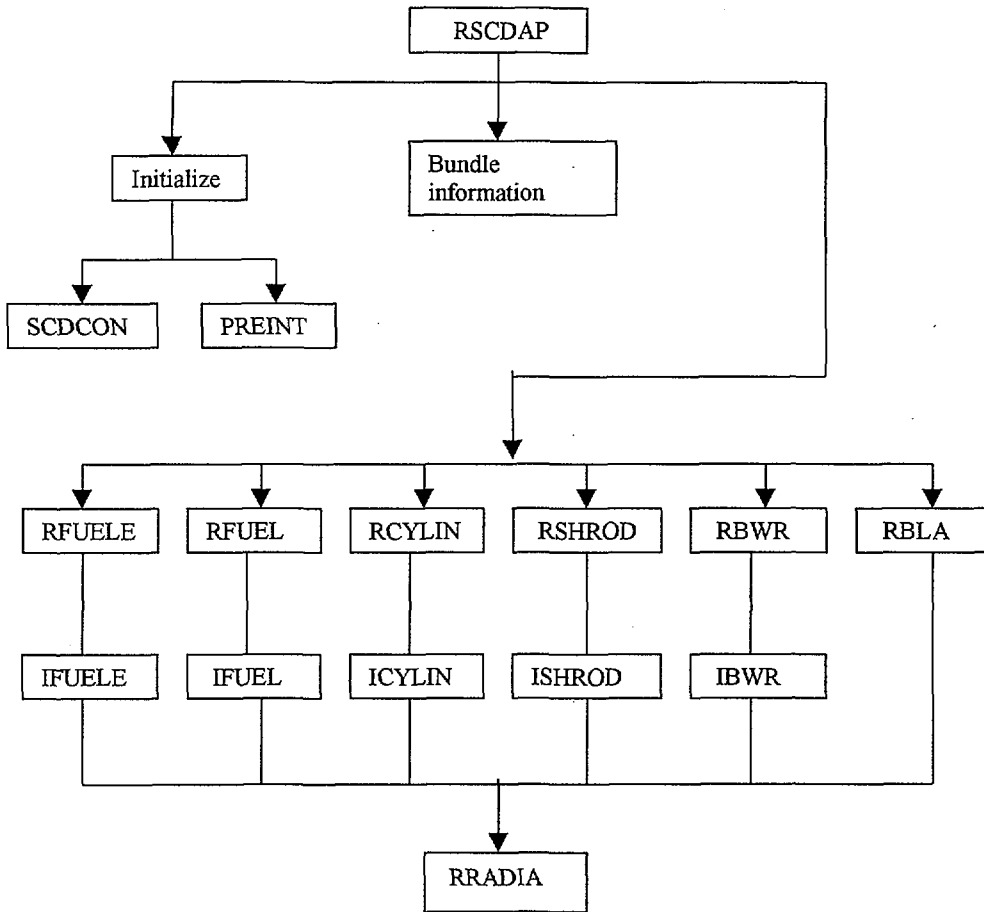 RSCDAP
Initialize
Bundle
information
SCDCON
PREINT
RFUELE
RFUEL
RCYLIN
RSHROD
RBWR
RBLA
IFUELE
IFUEL
ICYLIN
ISHROD
IBWR
RRADIA